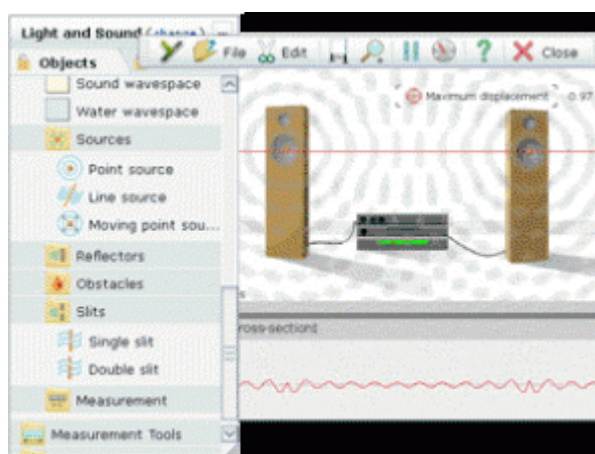 Light and Sound (change)
File Edit ? Close
Objects
Sound wavespace
Water wavespace
Sources
Point source
Line source
Moving point sou...
Reflectors
Obstacles
Slits
Single slit
Double slit
Measurement
Measurement Tools
Maximum displacement 0.97
ross-section)